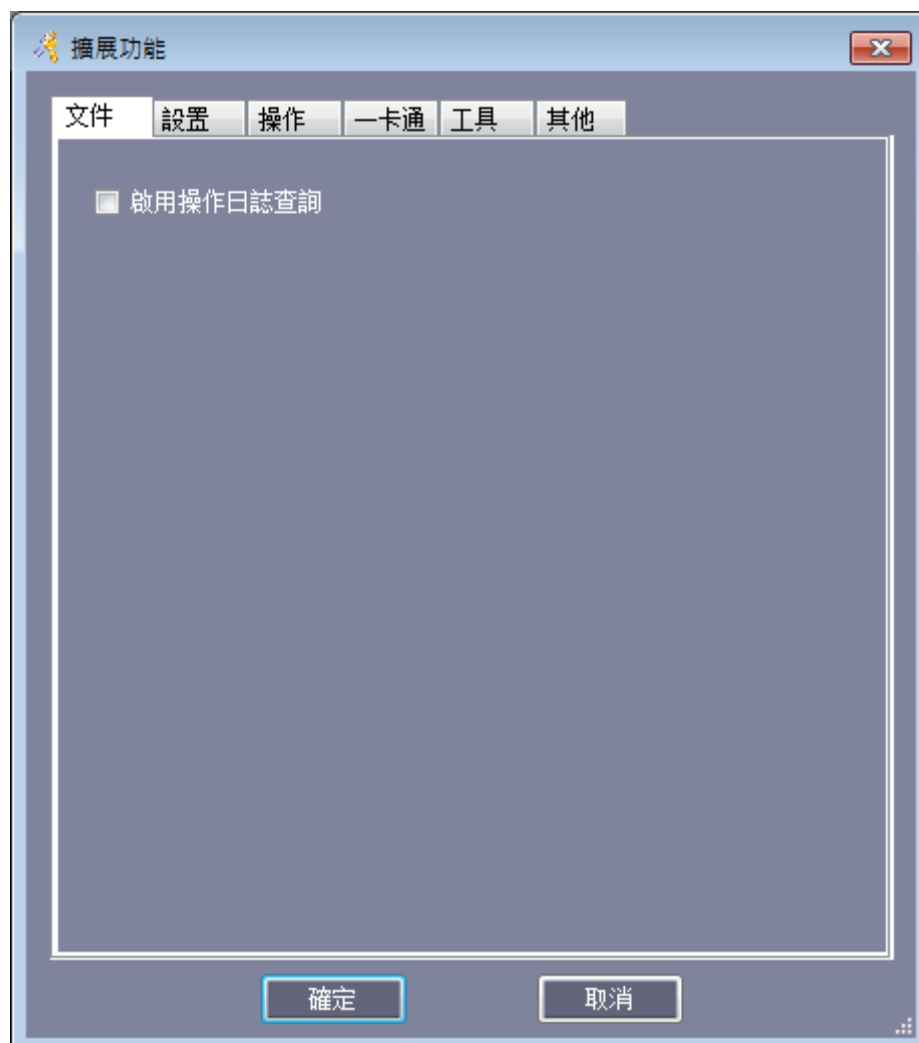 擴展功能
文件 設置 操作 一卡通 工具 其他
啟用操作日誌查詢
確定 取消